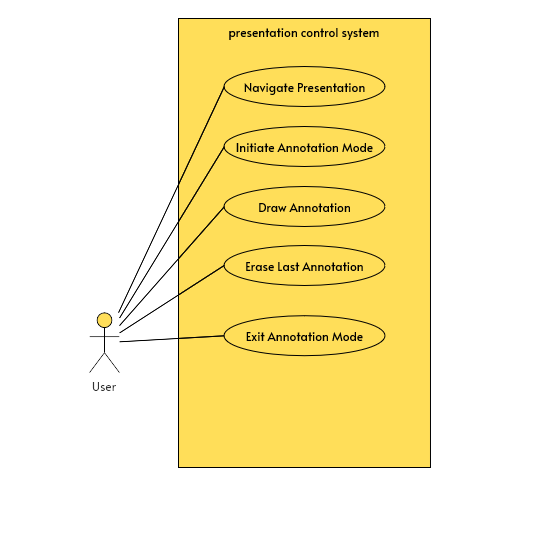 presentation control system
Navigate Presentation
Initiate Annotation Mode
Draw Annotation
Erase Last Annotation
Exit Annotation Mode
User